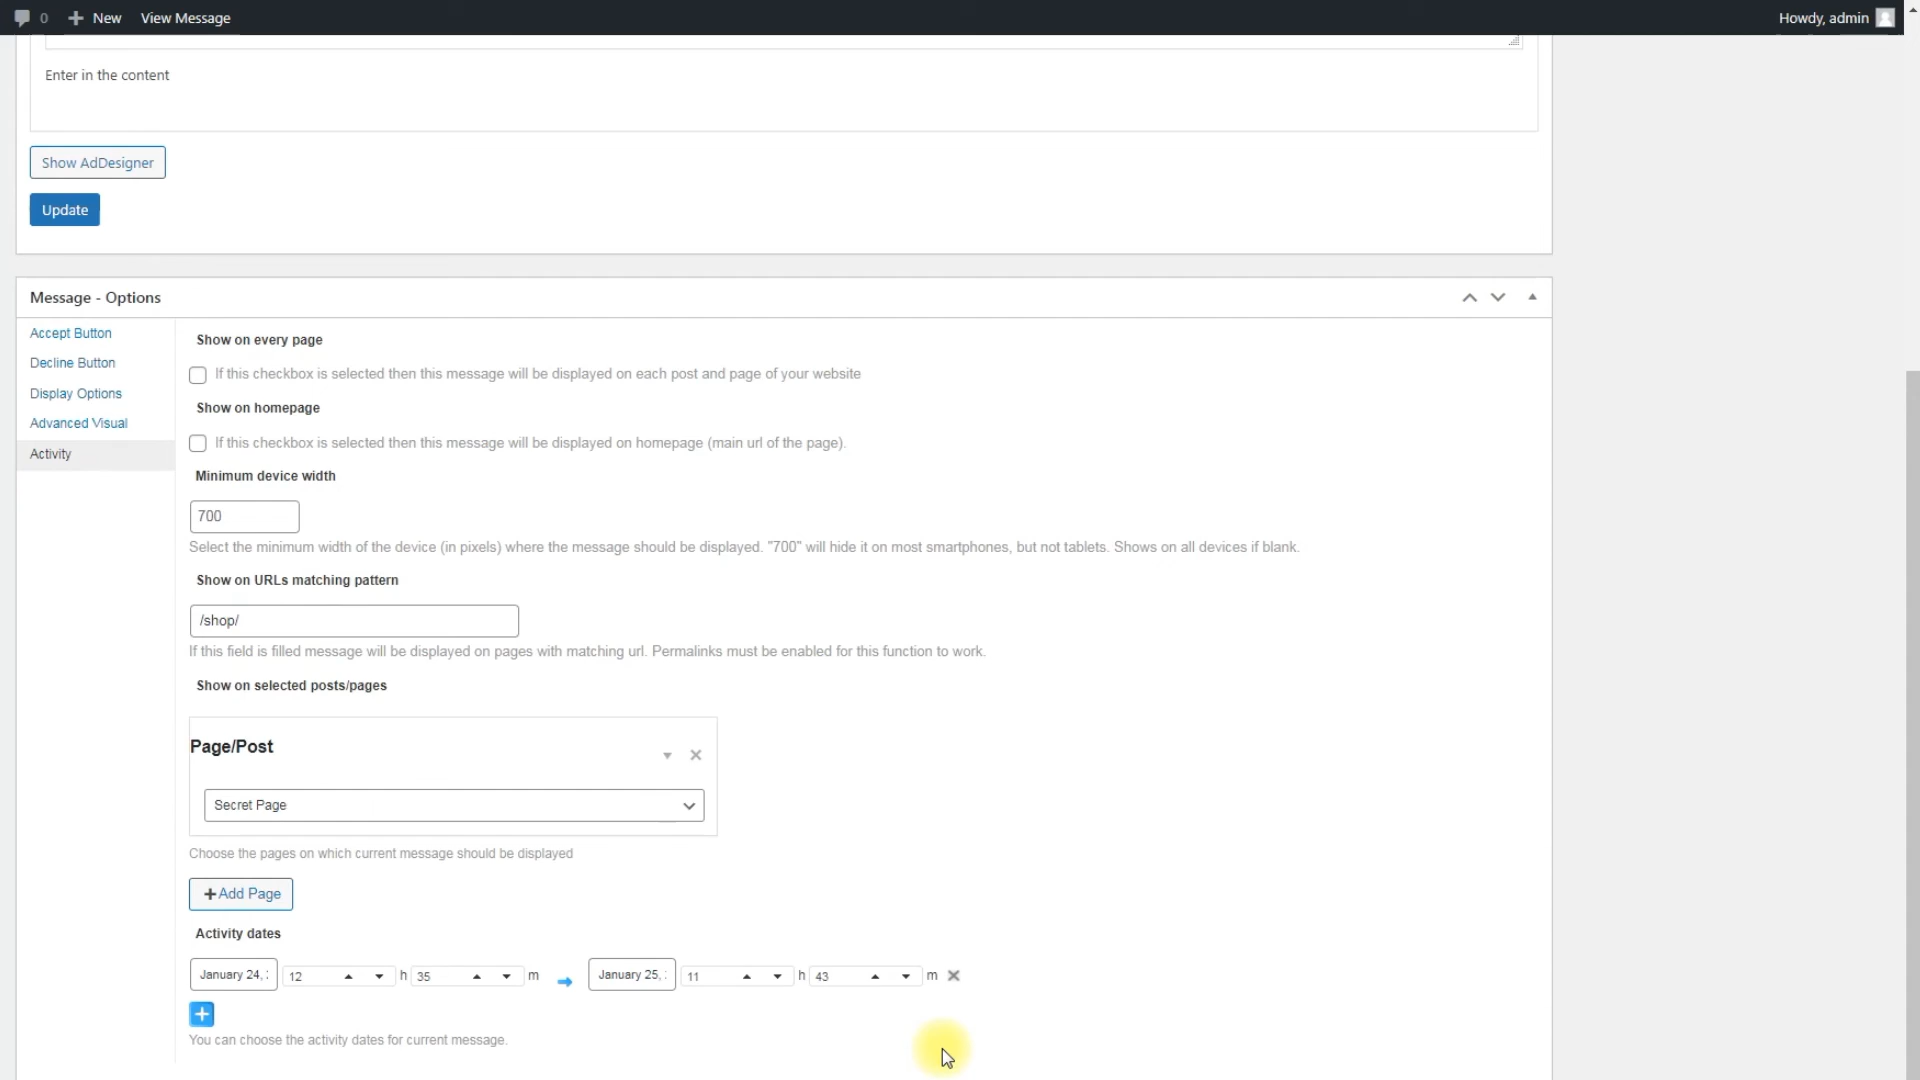 0 New View Message Howdy, admin
Enter in the content
Show AdDesigner
Update
Message - Options
Accept Button
Decline Button
Display Options
Advanced Visual
Activity
Show on every page
If this checkbox is selected then this message will be displayed on each post and page of your website
Show on homepage
If this checkbox is selected then this message will be displayed on homepage (main url of the page).
Minimum device width
700
Select the minimum width of the device (in pixels) where the message should be displayed. "700" will hide it on most smartphones, but not tablets. Shows on all devices if blank.
Show on URLs matching pattern
/shop/
If this field is filled message will be displayed on pages with matching url. Permalinks must be enabled for this function to work.
Show on selected posts/pages
Page/Post
Secret Page
Choose the pages on which current message should be displayed
Add Page
Activity dates
January 24, 12 h 35 m January 25, 11 h 43 m
You can choose the activity dates for current message.